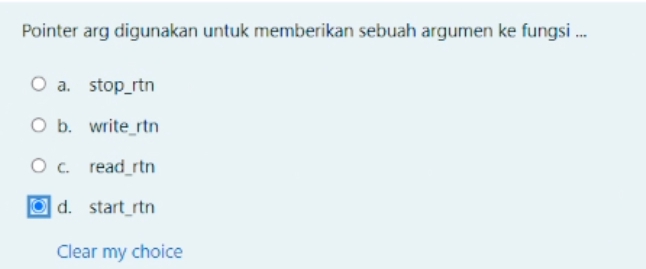 Pointer arg digunakan untuk memberikan sebuah argumen ke fungsi ...
a. stop_rtn
b. write_rtn
c. read_rtn
d. start_rtn
Clear my choice